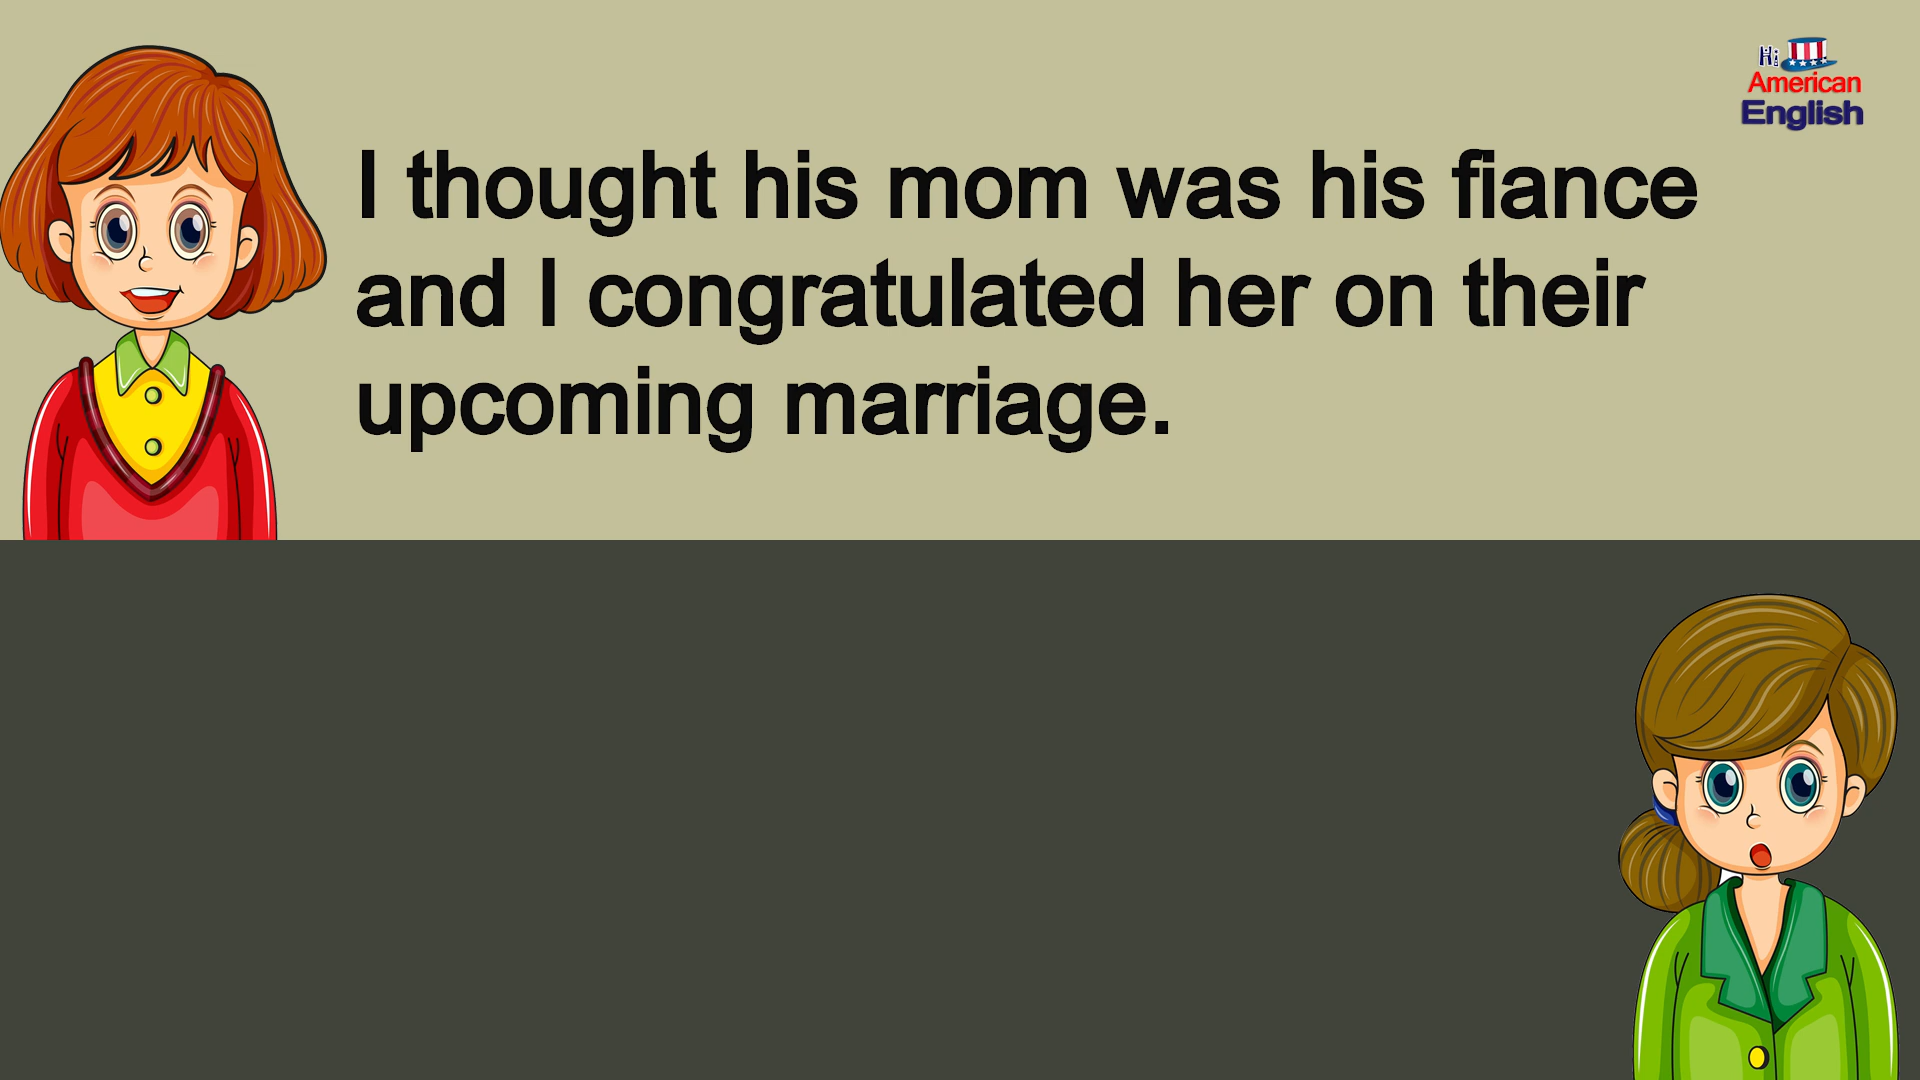 Hi
American
English
I thought his mom was his fiance
and I congratulated her on their
upcoming marriage.